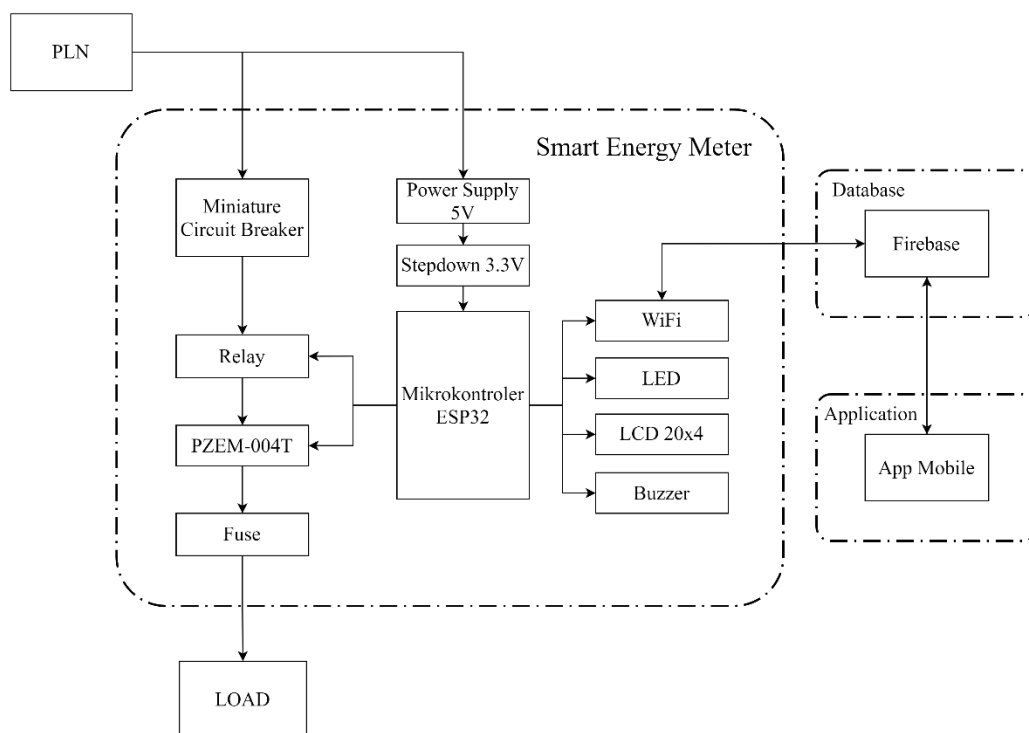 PLN
Smart Energy Meter
Miniature
Circuit Breaker
Power Supply
5V
Stepdown 3.3V
Relay
PZEM-004T
Fuse
LOAD
Mikrokontroler
ESP32
WiFi
LED
LCD 20x4
Buzzer
Database
Firebase
Application
App Mobile